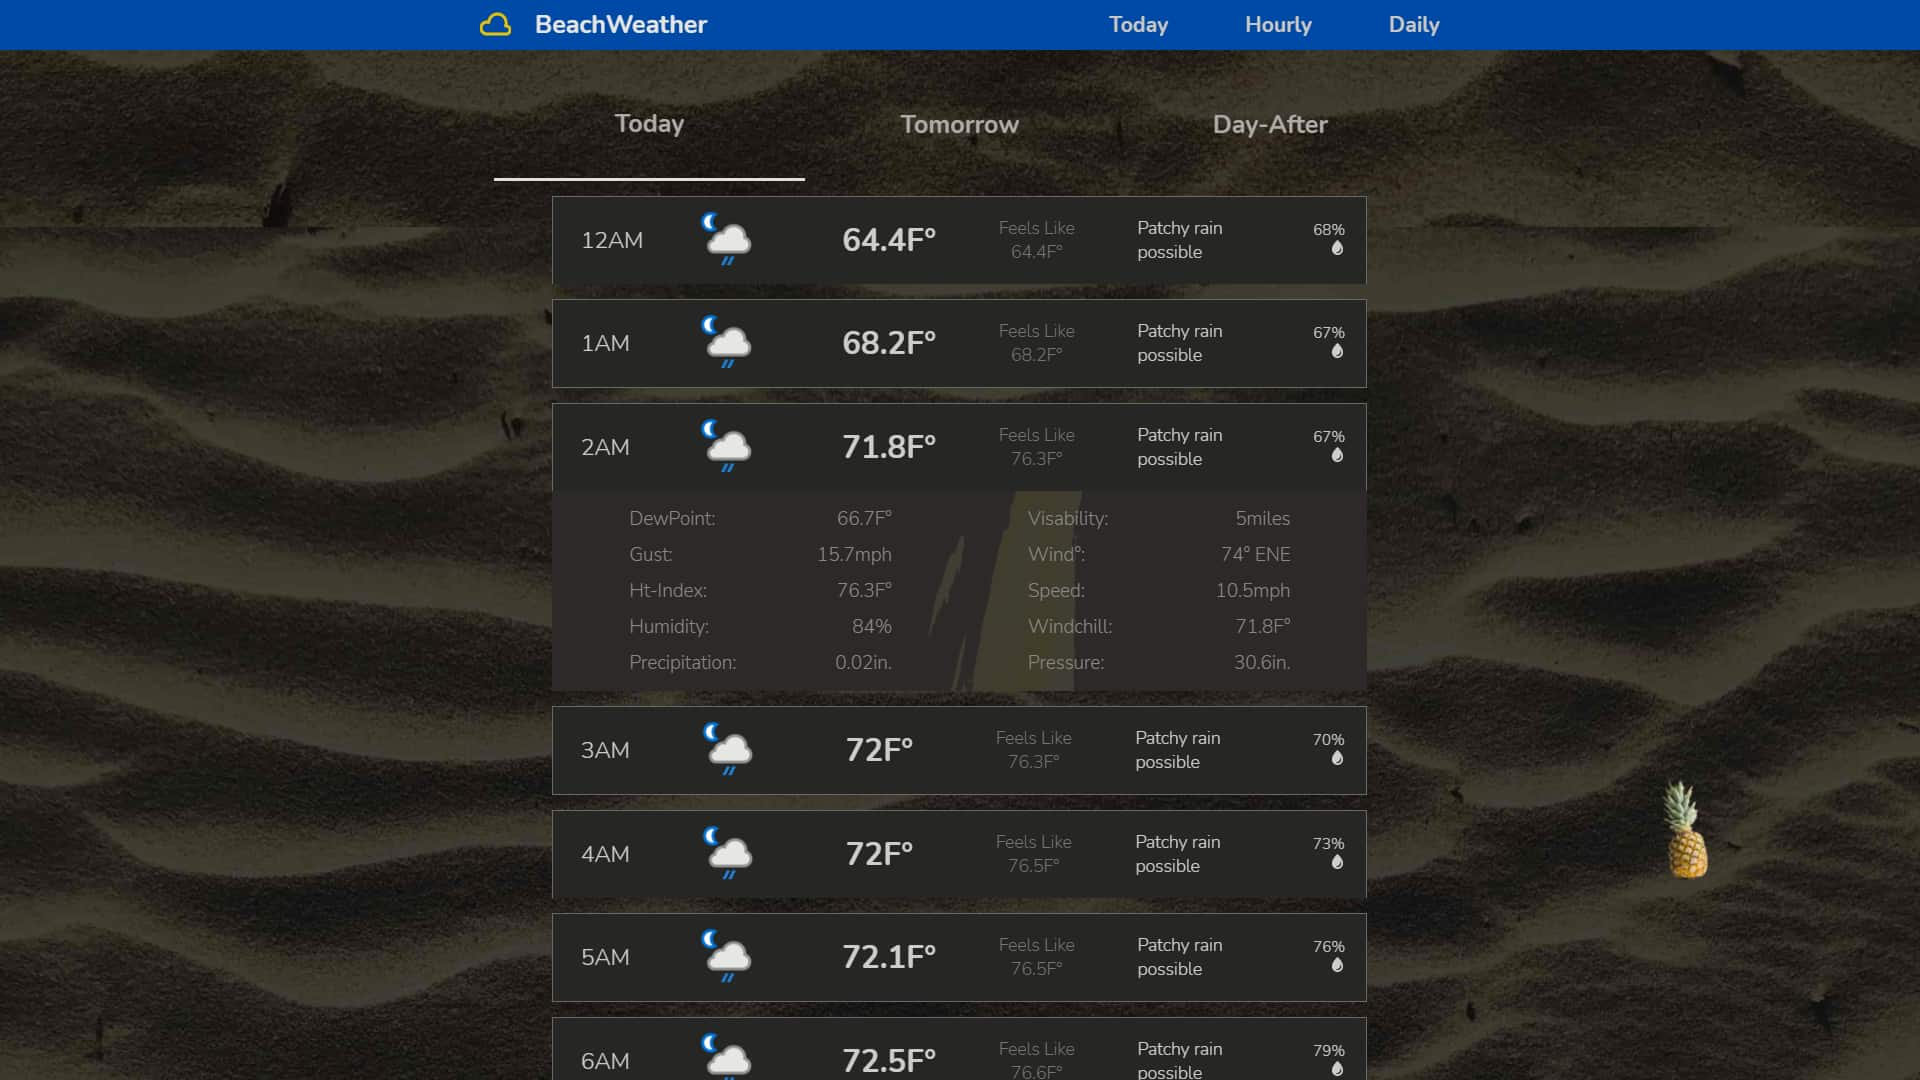 BeachWeather
Today Hourly Daily
Today Tomorrow Day-After
12AM 64.4F° Feels Like 64.4F° Patchy rain possible 68%
1AM 68.2F° Feels Like 68.2F° Patchy rain possible 67%
2AM 71.8F° Feels Like 76.3F° Patchy rain possible 67%
DewPoint: 66.7F° Visability: 5miles
Gust: 15.7mph Wind°: 74° ENE
Ht-Index: 76.3F° Speed: 10.5mph
Humidity: 84% Windchill: 71.8F°
Precipitation: 0.02in. Pressure: 30.6in.
3AM 72F° Feels Like 76.3F° Patchy rain possible 70%
4AM 72F° Feels Like 76.5F° Patchy rain possible 73%
5AM 72.1F° Feels Like 76.5F° Patchy rain possible 76%
6AM 72.5F° Feels Like 76.6F° Patchy rain possible 79%